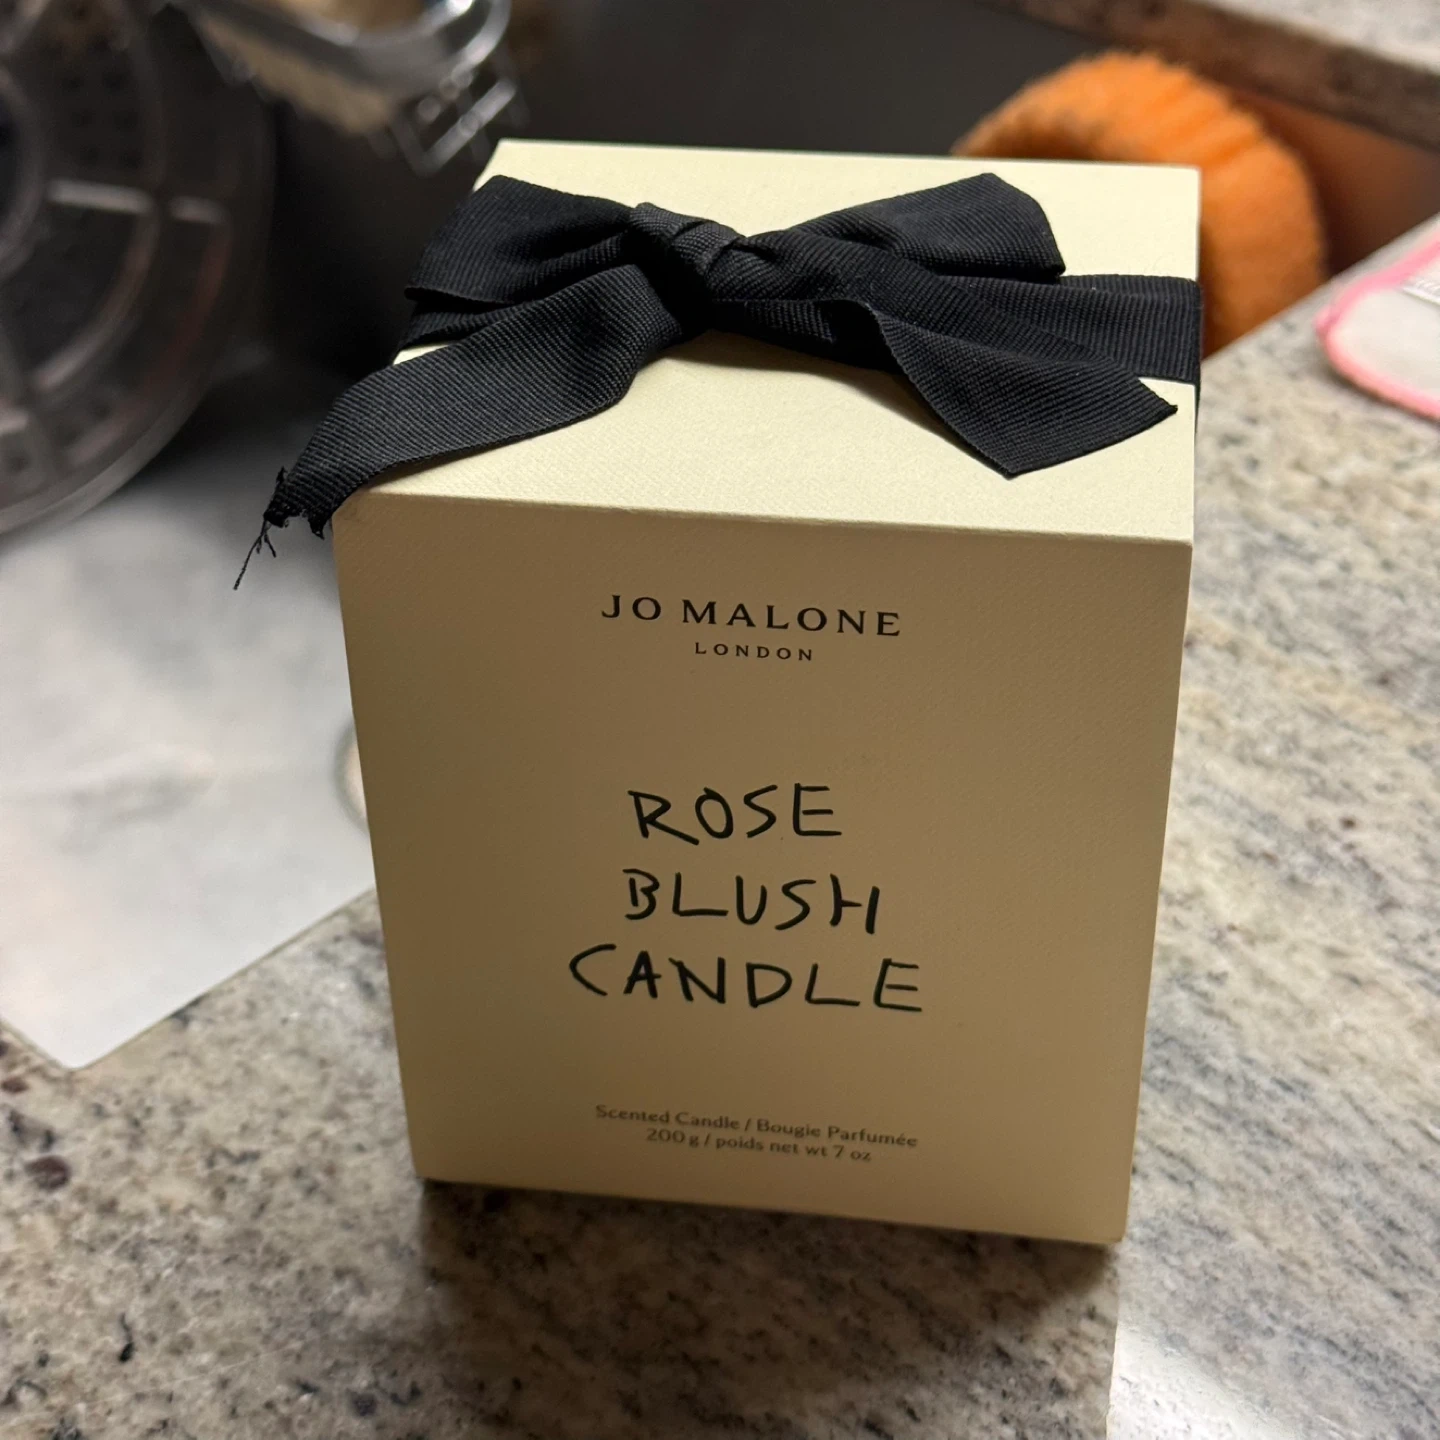 JO MALONE
LONDON
ROSE
BLUSH
CANDLE
Scented Candle / Bougie Parfumée
200 g / poids net wt 7 oz